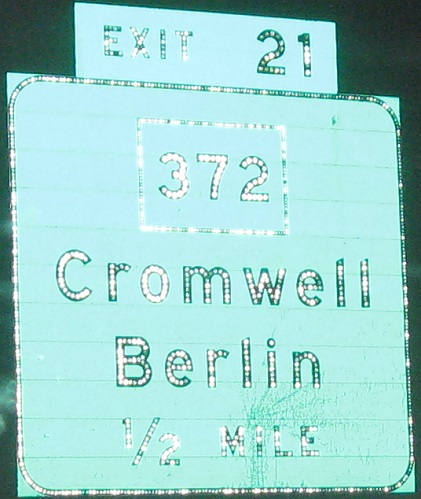 EXIT 21
372
Cromwell
Berlin
1/2 MILE